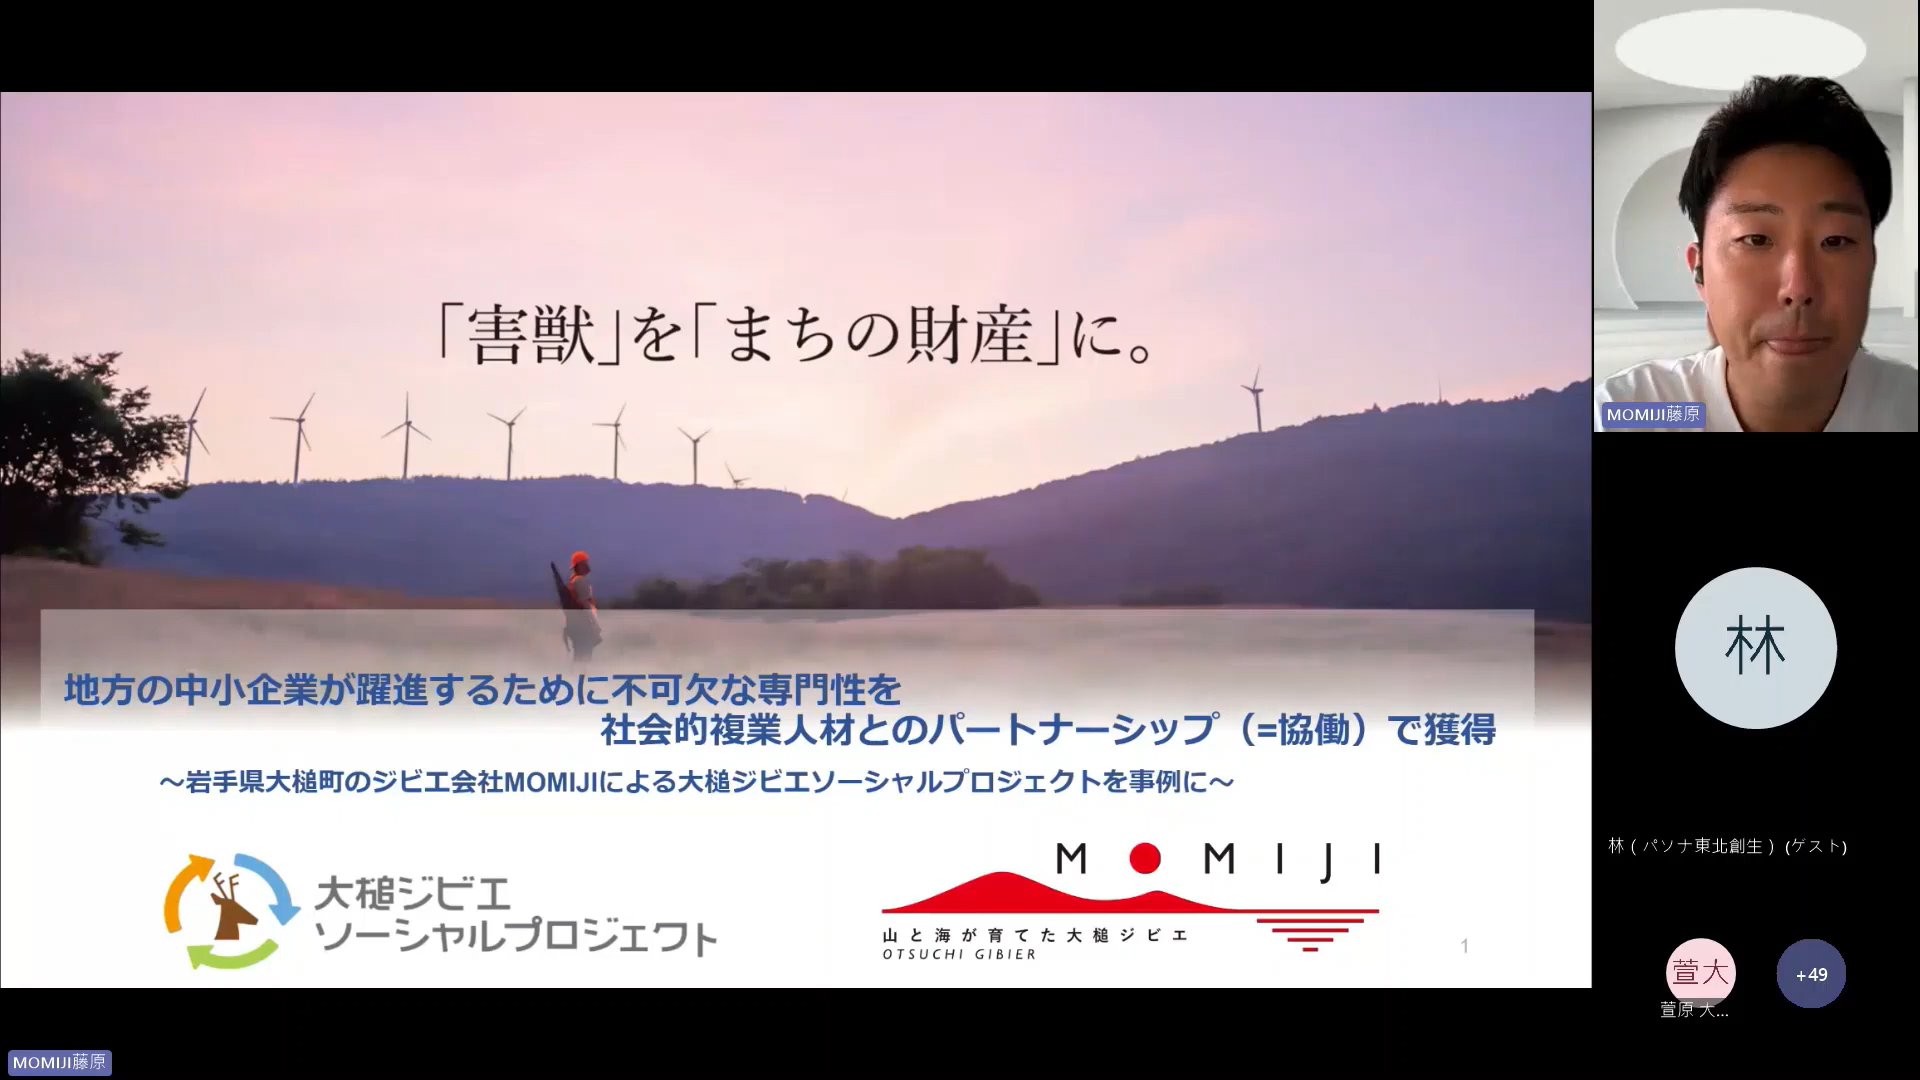 「害獣」を「まちの財産」に。
地方の中小企業が躍進するために不可欠な専門性を
社会的複業人材とのパートナーシップ（=協働）で獲得
～岩手県大槌町のジビエ会社MOMIJIによる大槌ジビエソーシャルプロジェクトを事例に～
大槌ジビエ
ソーシャルプロジェクト
MOMIJI
山と海が育てた大槌ジビエ
OTSUCHI GIBIER
1
MOMIJI藤原
林
林（パソナ東北創生）(ゲスト)
萱大
萱原 大...
+49
MOMIJI藤原